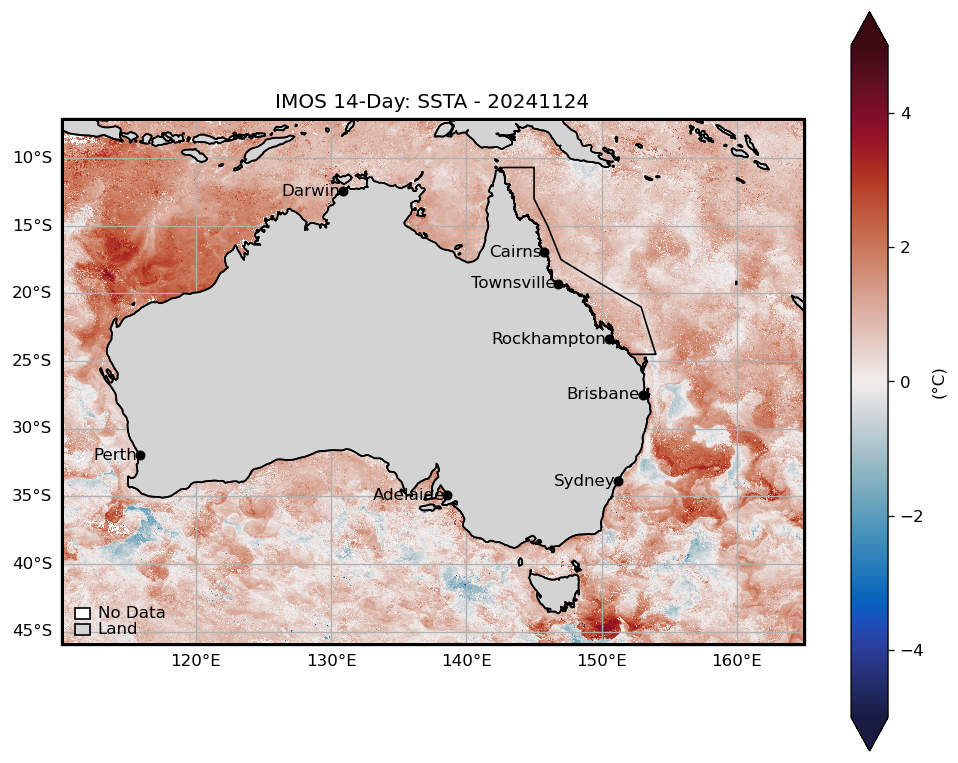 IMOS 14-Day: SSTA - 20241124
10°S
15°S
20°S
25°S
30°S
35°S
40°S
45°S
Darwin
Cairns
Townsville
Rockhampton
Brisbane
Perth
Sydney
Adelaide
No Data
Land
120°E 130°E 140°E 150°E 160°E
4
2
0
−2
−4
(°C)